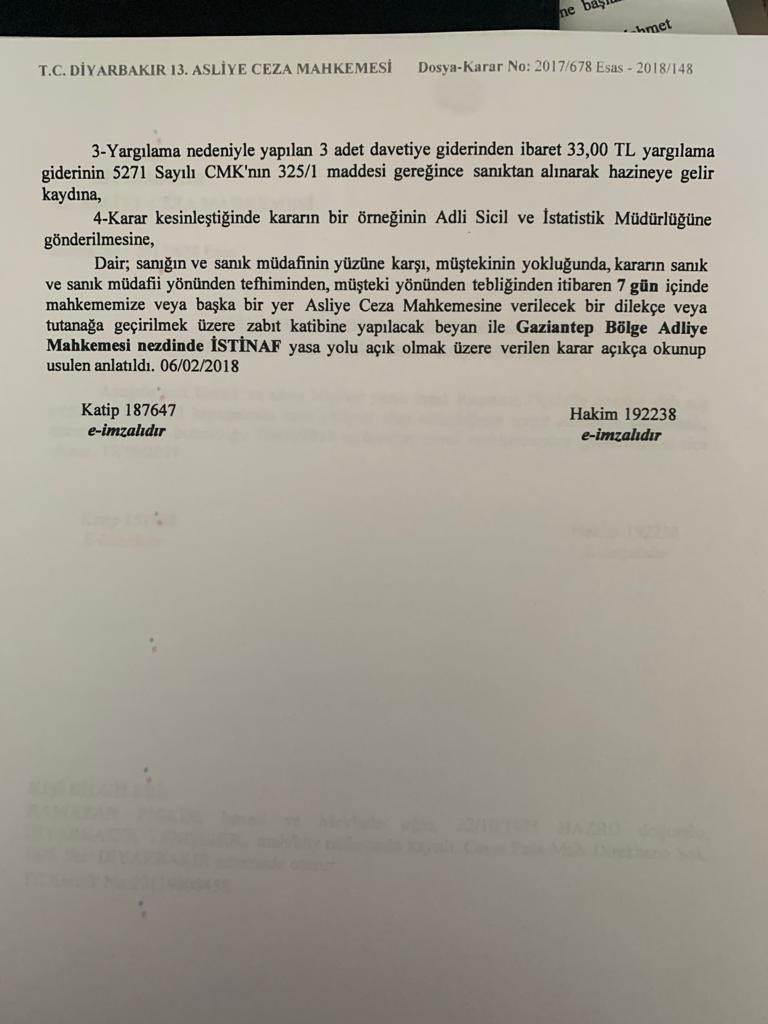 ne
hmet
T.C. DİYARBAKIR 13. ASLİYE CEZA MAHKEMESİ Dosya-Karar No: 2017/678 Esas - 2018/148
3-Yargılama nedeniyle yapılan 3 adet davetiye giderinden ibaret 33,00 TL yargılama
giderinin 5271 Sayılı CMK'nın 325/1 maddesi gereğince sanıktan alınarak hazineye gelir
kaydına,
4-Karar kesinleştiğinde kararın bir örneğinin Adli Sicil ve İstatistik Müdürlüğüne
gönderilmesine,
Dair; sanığın ve sanık müdafinin yüzüne karşı, müştekinin yokluğunda, kararın sanık
ve sanık müdafii yönünden tefhiminden, müşteki yönünden tebliğinden itibaren 7 gün içinde
mahkememize veya başka bir yer Asliye Ceza Mahkemesine verilecek bir dilekçe veya
tutanağa geçirilmek üzere zabıt katibine yapılacak beyan ile Gaziantep Bölge Adliye
Mahkemesi nezdinde İSTİNAF yasa yolu açık olmak üzere verilen karar açıkça okunup
usulen anlatıldı. 06/02/2018
Katip 187647 Hakim 192238
e-imzalıdır e-imzalıdır